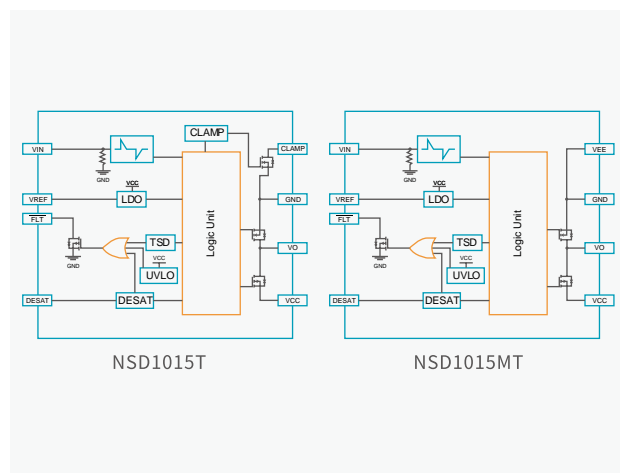 CLAMP
VIN
CLAMP
GND
VCC
VREF
LDO
GND
FLT
Logic Unit
TSD
VO
GND
VCC
UVLO
DESAT
DESAT
VCC
NSD1015T
VIN
VEE
GND
VCC
VREF
LDO
GND
FLT
Logic Unit
TSD
VO
GND
VCC
UVLO
DESAT
DESAT
VCC
NSD1015MT